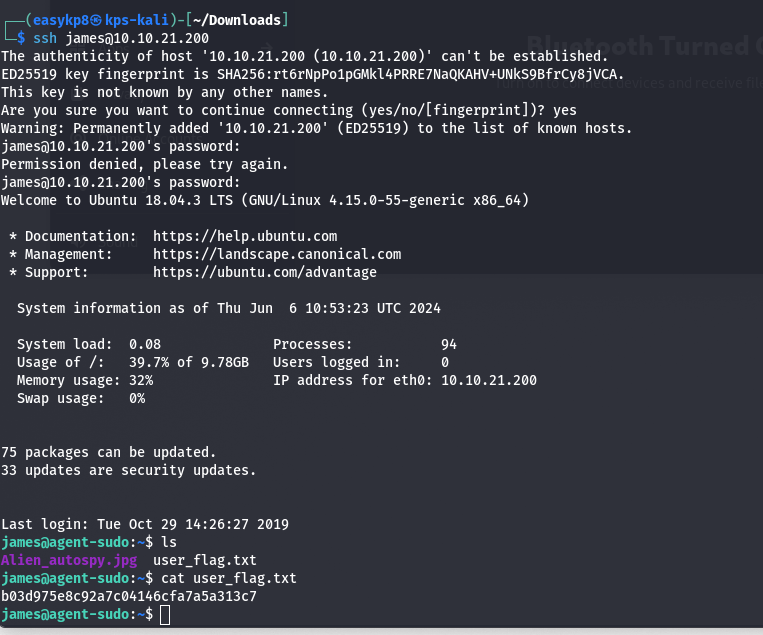 ┌──(easykp8㉿kps-kali)-[~/Downloads]
└─$ ssh james@10.10.21.200
The authenticity of host '10.10.21.200 (10.10.21.200)' can't be established.
ED25519 key fingerprint is SHA256:rt6rNpPo1pGMkl4PRRE7NaQKAHV+UNkS9BfrCy8jVCA.
This key is not known by any other names.
Are you sure you want to continue connecting (yes/no/[fingerprint])? yes
Warning: Permanently added '10.10.21.200' (ED25519) to the list of known hosts.
james@10.10.21.200's password:
Permission denied, please try again.
james@10.10.21.200's password:
Welcome to Ubuntu 18.04.3 LTS (GNU/Linux 4.15.0-55-generic x86_64)

 * Documentation:  https://help.ubuntu.com
 * Management:     https://landscape.canonical.com
 * Support:        https://ubuntu.com/advantage

  System information as of Thu Jun  6 10:53:23 UTC 2024

  System load:  0.08              Processes:           94
  Usage of /:   39.7% of 9.78GB   Users logged in:     0
  Memory usage: 32%               IP address for eth0: 10.10.21.200
  Swap usage:   0%

75 packages can be updated.
33 updates are security updates.

Last login: Tue Oct 29 14:26:27 2019
james@agent-sudo:~$ ls
Alien_autospy.jpg  user_flag.txt
james@agent-sudo:~$ cat user_flag.txt
b03d975e8c92a7c04146cfa7a5a313c7
james@agent-sudo:~$
Bluetooth Turned
Turn on to connect devices and receive